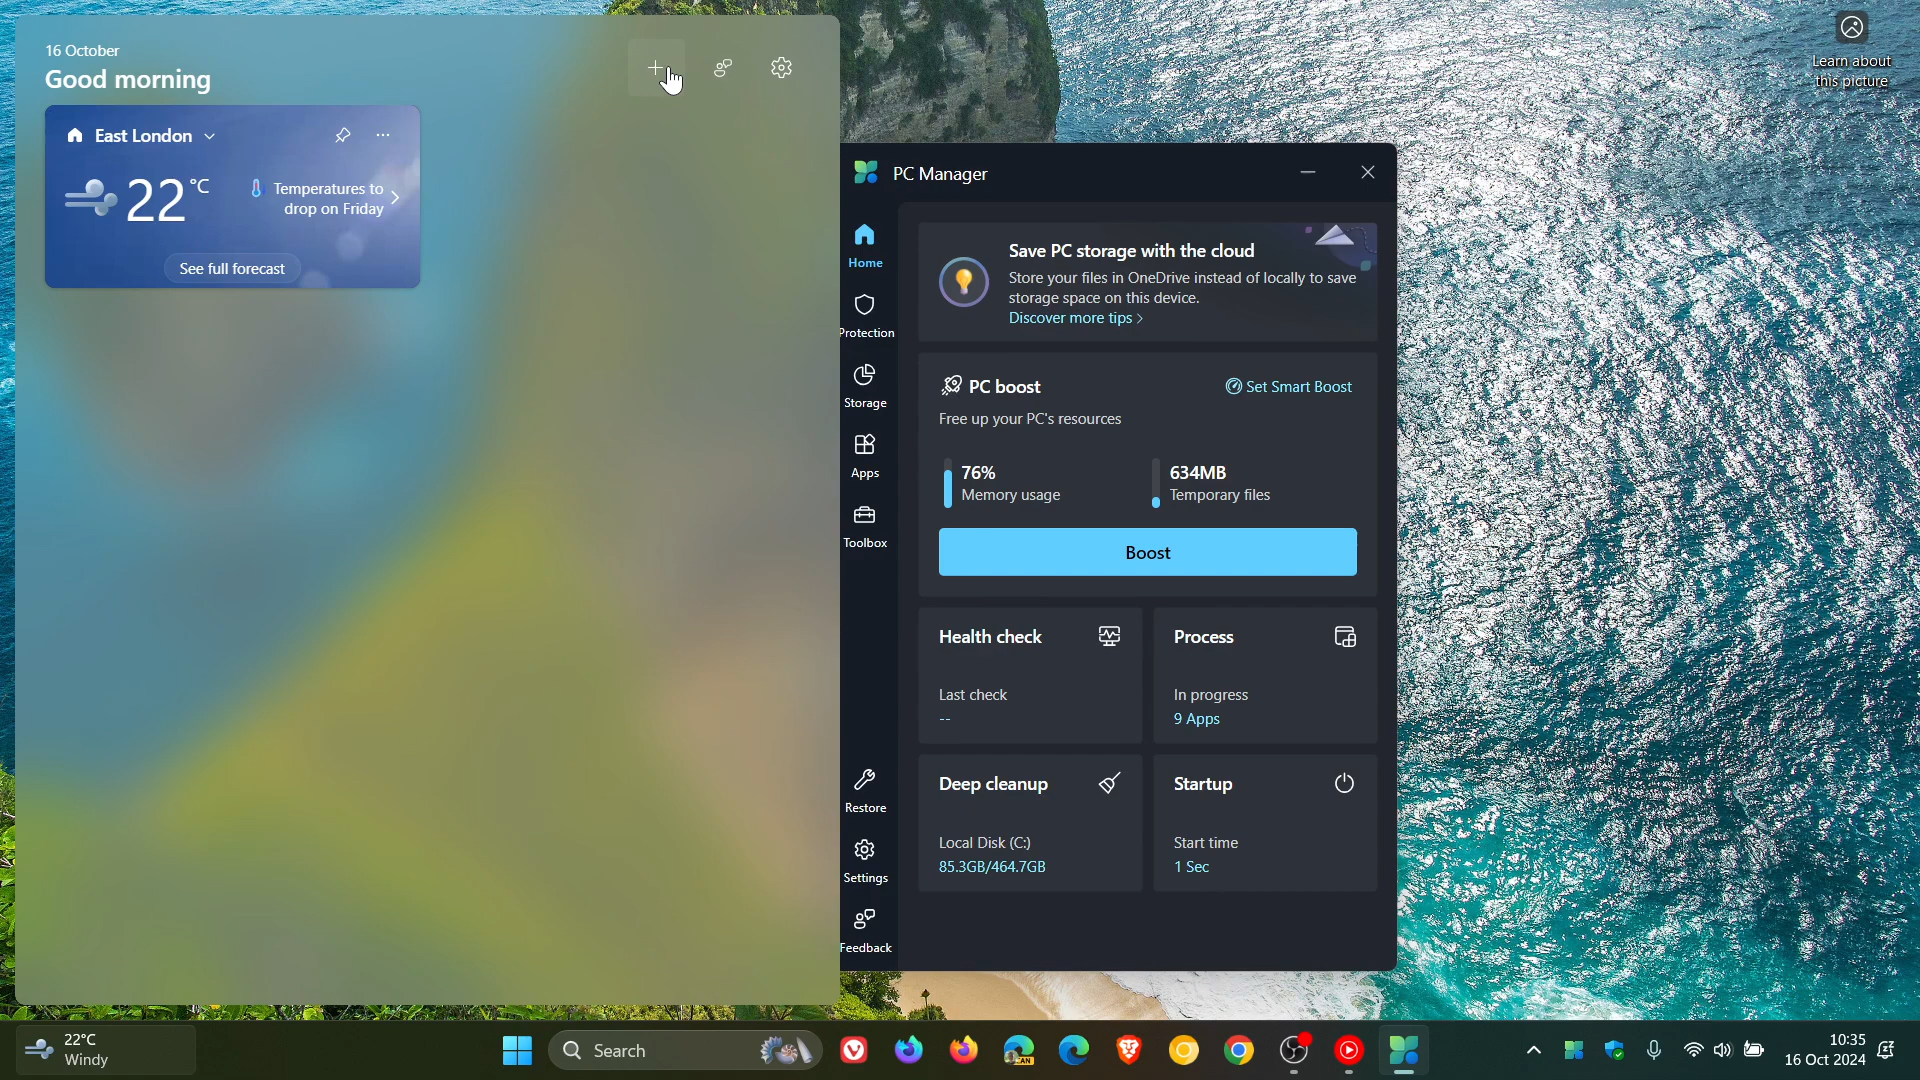 16 October
Good morning
East London
22 °C
Temperatures to
drop on Friday
See full forecast
Learn about
this picture
PC Manager
Home
Protection
Storage
Apps
Toolbox
Restore
Settings
Feedback
Save PC storage with the cloud
Store your files in OneDrive instead of locally to save
storage space on this device.
Discover more tips >
PC boost
Set Smart Boost
Free up your PC's resources
76%
Memory usage
634MB
Temporary files
Boost
Health check
Last check
--
Process
In progress
9 Apps
Deep cleanup
Local Disk (C:)
85.3GB/464.7GB
Startup
Start time
1 Sec
22°C
Windy
Search
CAN
10:35
16 Oct 2024